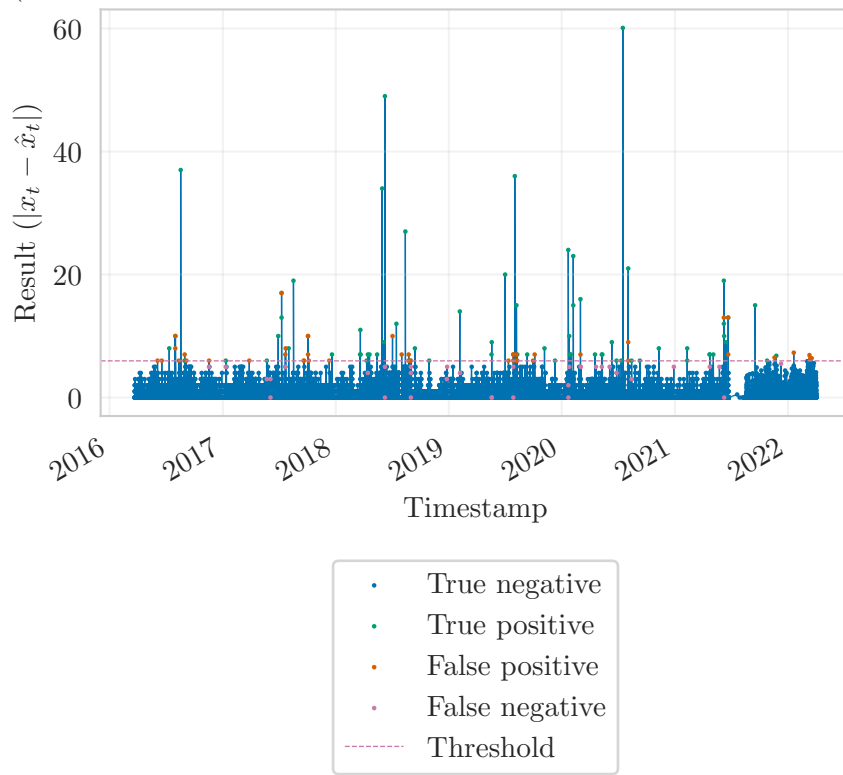 60
40
20
0
Result (|x_t − x̂_t|)
2016
2017
2018
2019
2020
2021
2022
Timestamp
True negative
True positive
False positive
False negative
Threshold